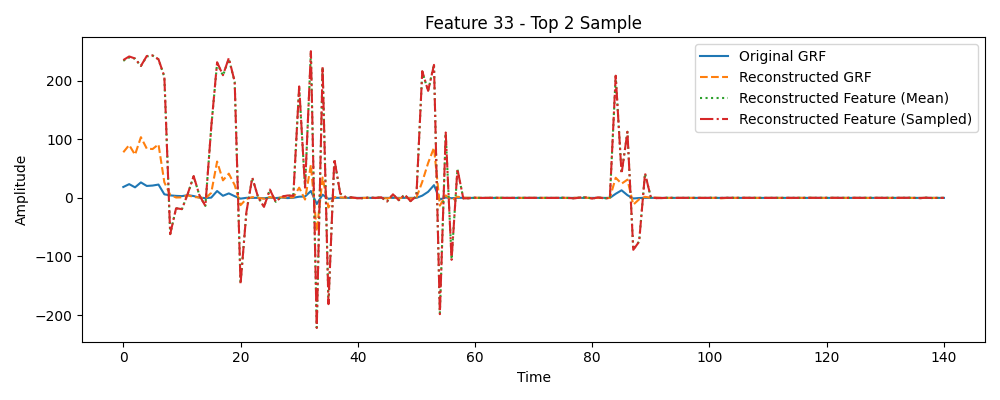 Feature 33 - Top 2 Sample
Original GRF
Reconstructed GRF
Reconstructed Feature (Mean)
Reconstructed Feature (Sampled)
Amplitude
200
100
0
−100
−200
0 20 40 60 80 100 120 140
Time